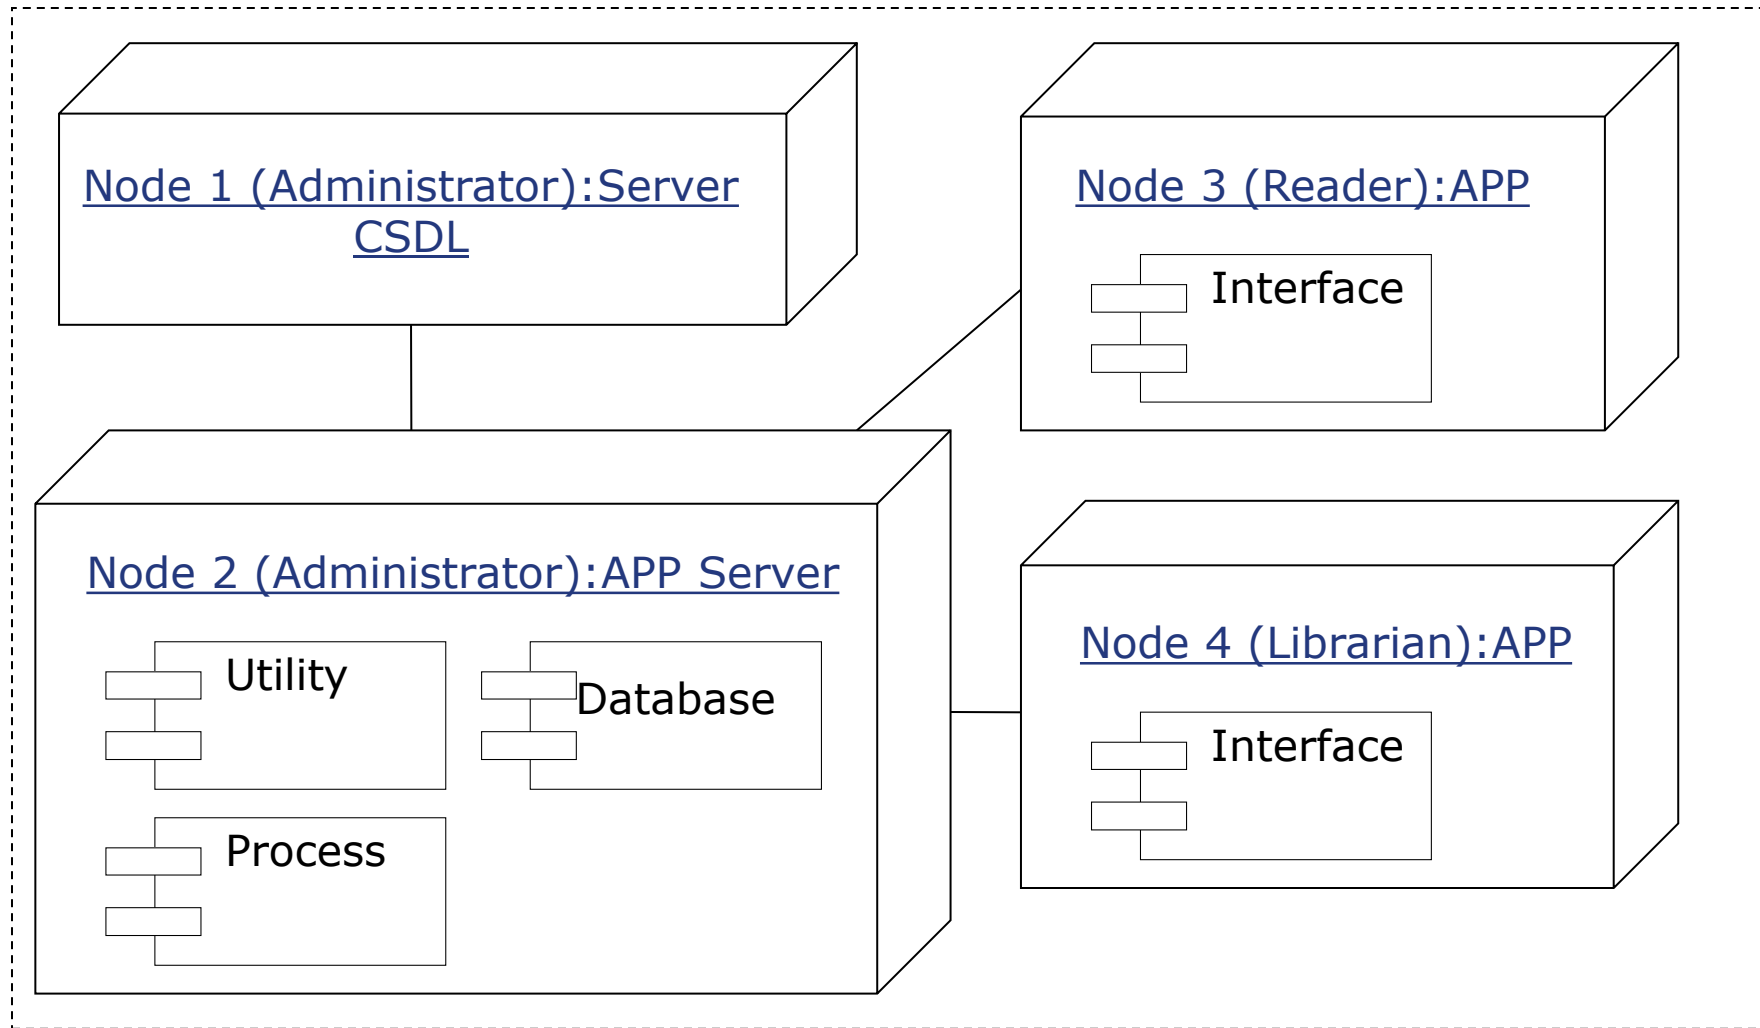 Node 1 (Administrator):Server
CSDL
Node 3 (Reader):APP
Interface
Node 2 (Administrator):APP Server
Utility
Database
Process
Node 4 (Librarian):APP
Interface